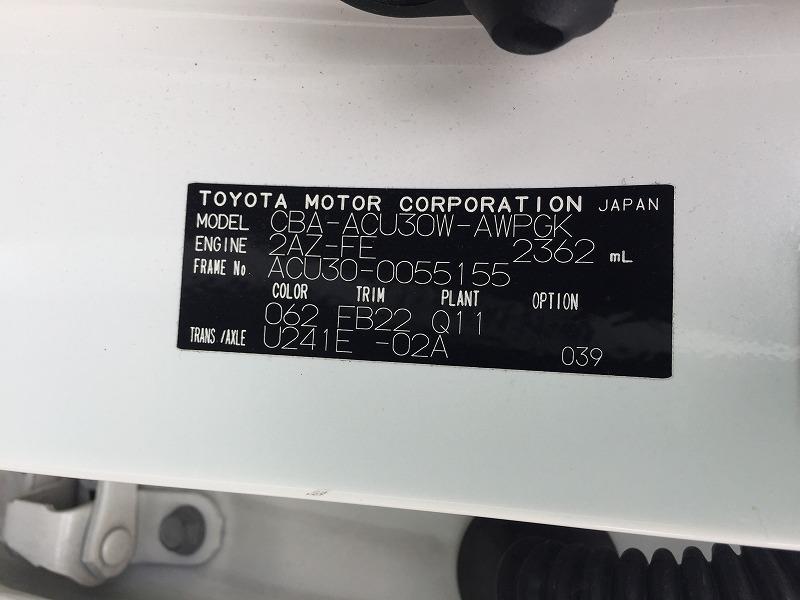 TOYOTA MOTOR CORPORATION JAPAN
MODEL CBA-ACU30W-AWPGK
ENGINE 2AZ-FE 2362 mL
FRAME No. ACU30-0055155
COLOR TRIM PLANT OPTION
062 FB22 Q11
TRANS/AXLE U241E -02A 039